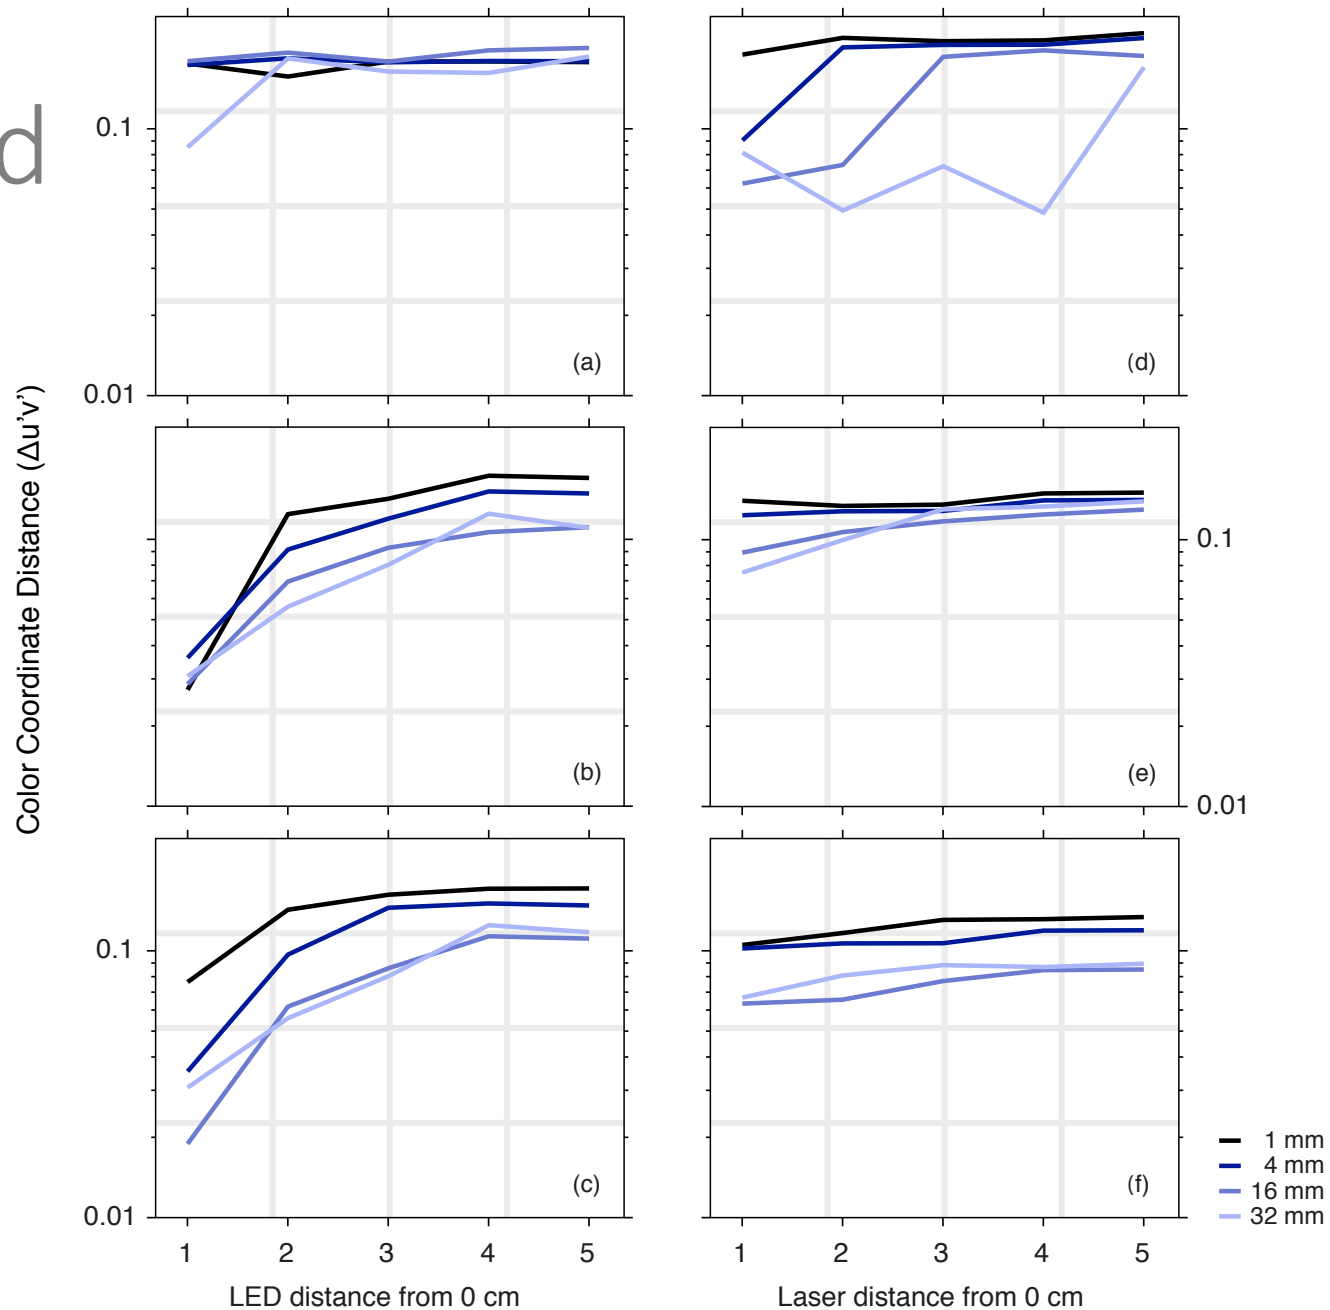 d
Color Coordinate Distance (Δu'v')
0.1
0.01
(a)
(d)
(b)
(e)
0.1
0.01
0.1
0.01
(c)
(f)
1 mm
4 mm
16 mm
32 mm
1 2 3 4 5
1 2 3 4 5
LED distance from 0 cm
Laser distance from 0 cm